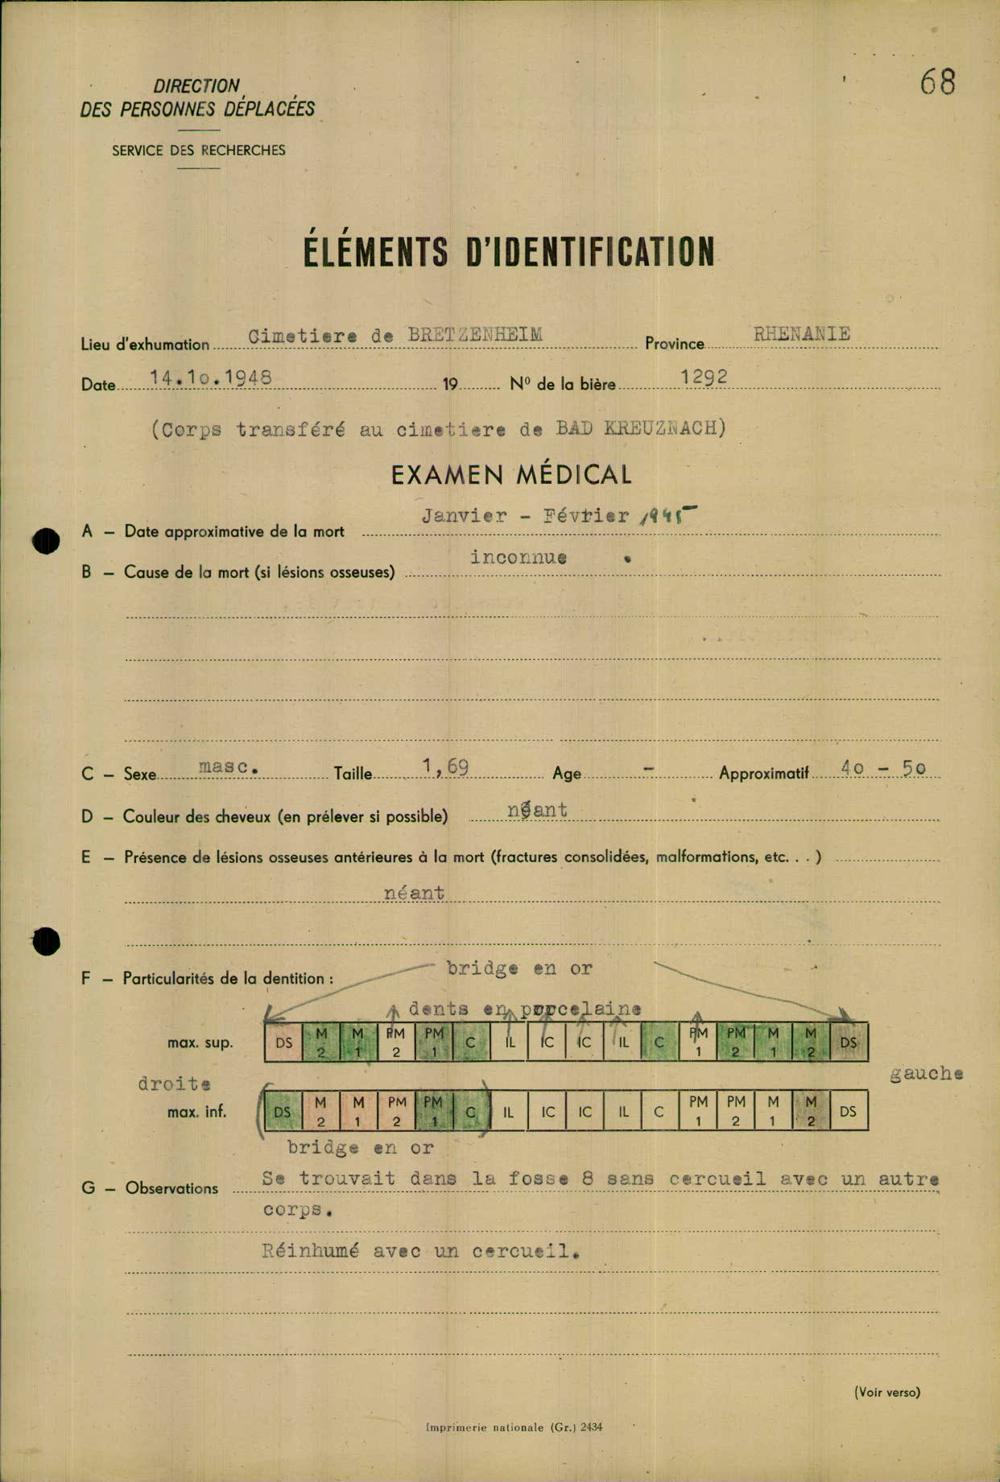 68
DIRECTION
DES PERSONNES DÉPLACÉES
SERVICE DES RECHERCHES
ÉLÉMENTS D'IDENTIFICATION
Lieu d'exhumation Cimetiere de BRETZENHEIM Province RHENANIE
Date 14.10.1948 19 Nº de la bière 1292
(Corps transféré au cimetiere de BAD KREUZNACH)
EXAMEN MÉDICAL
A – Date approximative de la mort Janvier - Février 1945
B – Cause de la mort (si lésions osseuses) inconnue
C – Sexe masc. Taille 1,69 Age - Approximatif 40 - 50
D – Couleur des cheveux (en prélever si possible) néant
E – Présence de lésions osseuses antérieures à la mort (fractures consolidées, malformations, etc. . . )
néant
F – Particularités de la dentition : bridge en or
dents en porcelaine
max. sup. DS M 2 M 1 PM 2 PM 1 C IL IC IC IL C PM 1 PM 2 M 1 M 2 DS
droite gauche
max. inf. DS M 2 M 1 PM 2 PM 1 C IL IC IC IL C PM 1 PM 2 M 1 M 2 DS
bridge en or
G – Observations Se trouvait dans la fosse 8 sans cercueil avec un autre
corps.
Réinhumé avec un cercueil.
(Voir verso)
Imprimerie nationale (Gr.) 2434